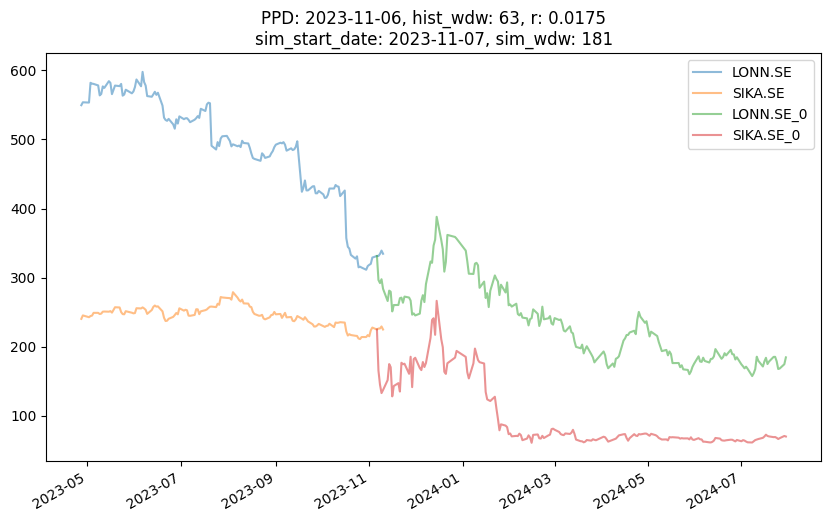 PPD: 2023-11-06, hist_wdw: 63, r: 0.0175
sim_start_date: 2023-11-07, sim_wdw: 181
LONN.SE
SIKA.SE
LONN.SE_0
SIKA.SE_0
600
500
400
300
200
100
2023-05
2023-07
2023-09
2023-11
2024-01
2024-03
2024-05
2024-07